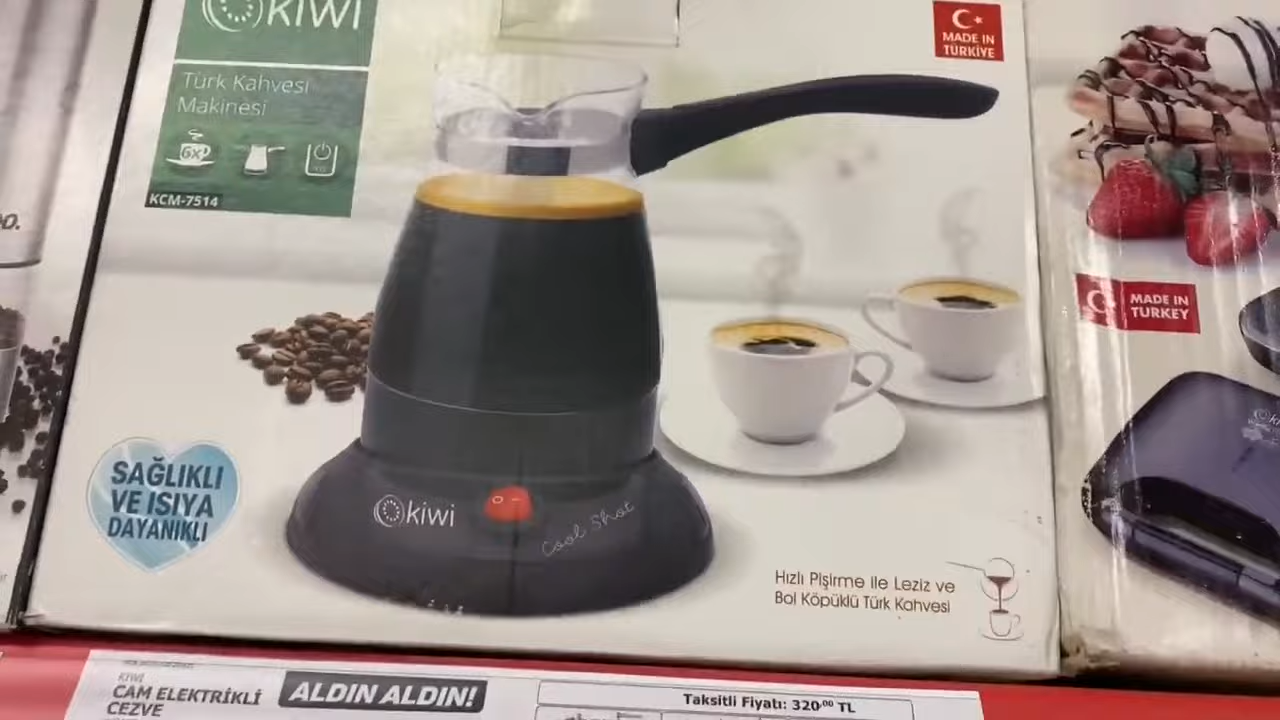 kiwi
Türk Kahvesi
Makinesi
6x
KCM-7514
MADE IN
TÜRKİYE
MADE IN
TURKEY
SAĞLIKLI
VE ISIYA
DAYANIKLI
kiwi
Cool Shot
Hızlı Pişirme ile Leziz ve
Bol Köpüklü Türk Kahvesi
KIWI
CAM ELEKTRİKLİ
CEZVE
ALDIN ALDIN!
Taksitli Fiyatı: 320,00 TL